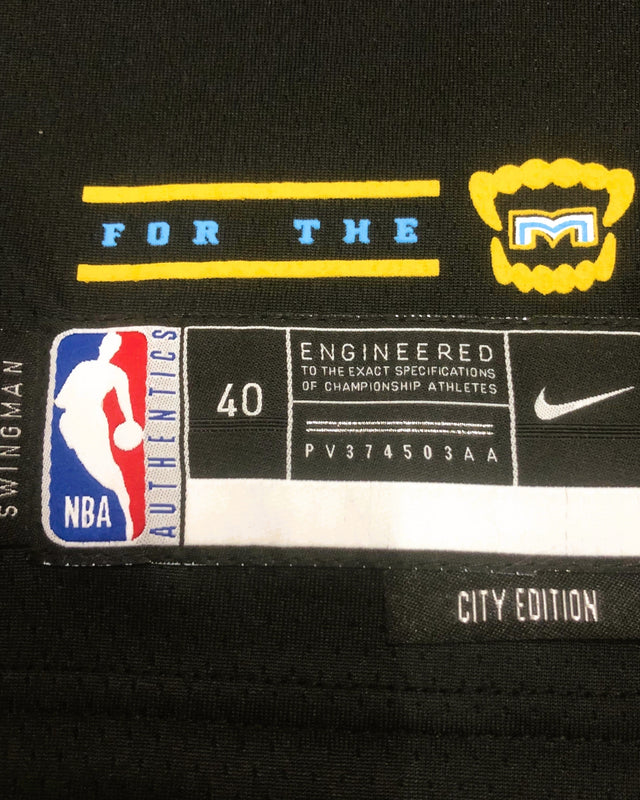 FOR THE
M
SWINGMAN
NBA
AUTHENTICS
40
ENGINEERED
TO THE EXACT SPECIFICATIONS
OF CHAMPIONSHIP ATHLETES
PV374503AA
CITY EDITION